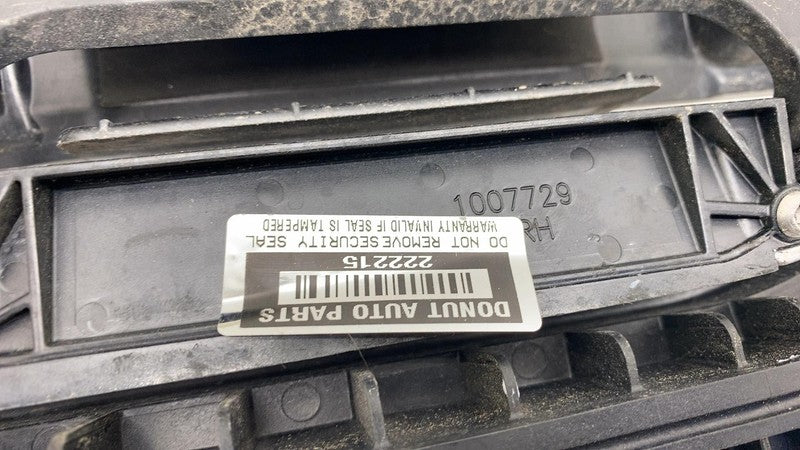 1007729
RH
DONUT AUTO PARTS
222215
DO NOT REMOVE SECURITY SEAL
WARRANTY INVALID IF SEAL IS TAMPERED